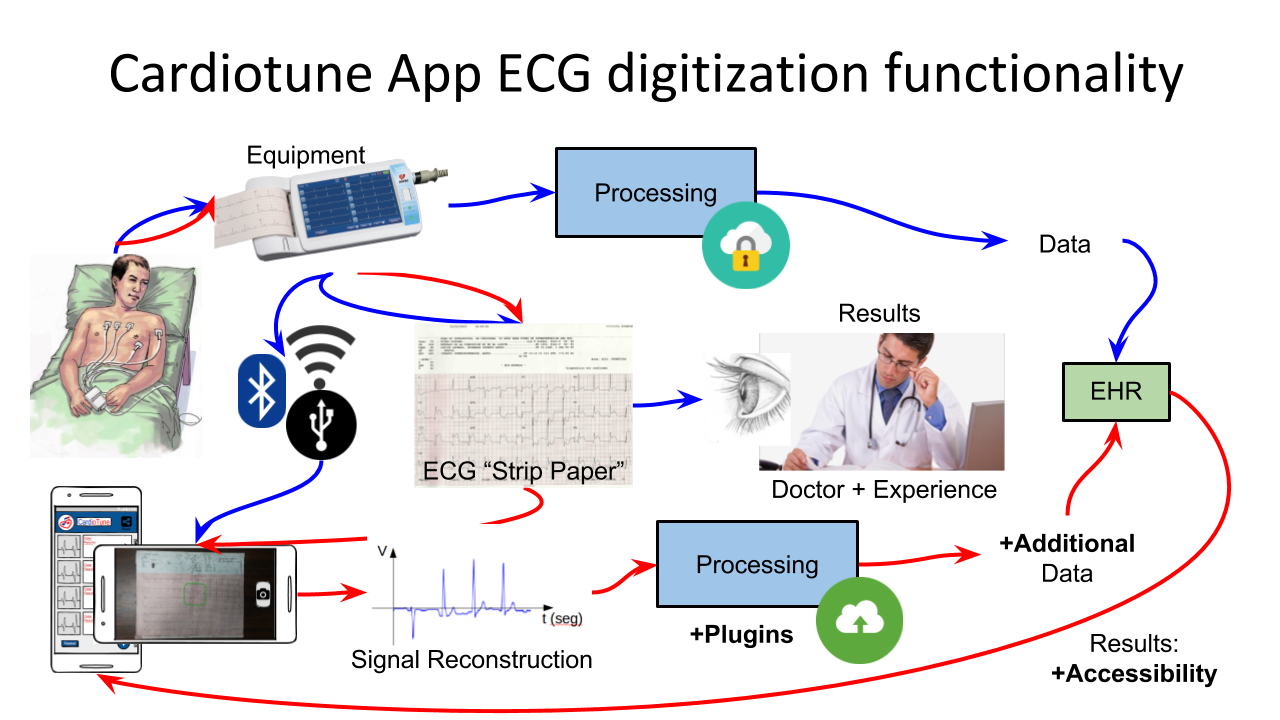 Cardiotune App ECG digitization functionality
Equipment
Processing
Data
Results
EHR
ECG “Strip Paper”
Doctor + Experience
CardioTune
V
t (seg)
Signal Reconstruction
Processing
+Plugins
+Additional
Data
Results:
+Accessibility